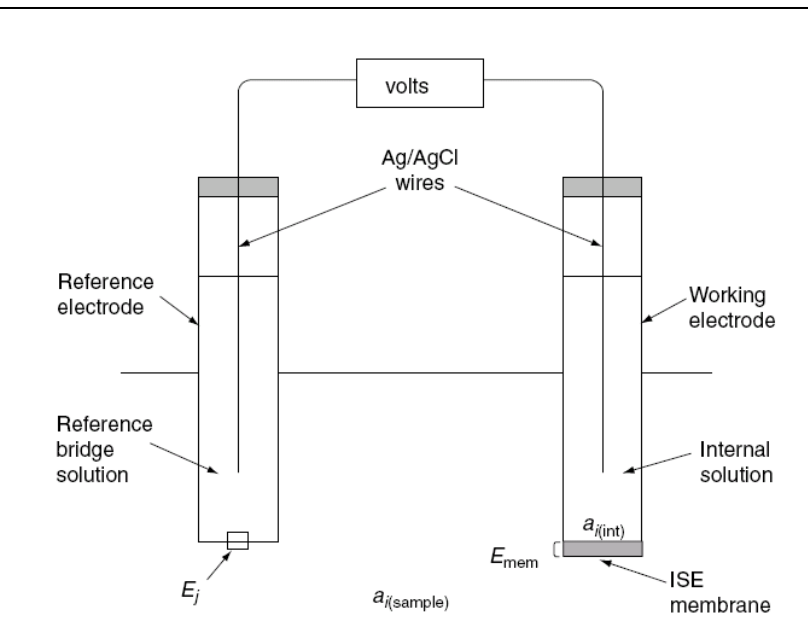 volts
Ag/AgCl
wires
Reference
electrode
Working
electrode
Reference
bridge
solution
Internal
solution
ai(int)
Emem
Ej
ai(sample)
ISE
membrane